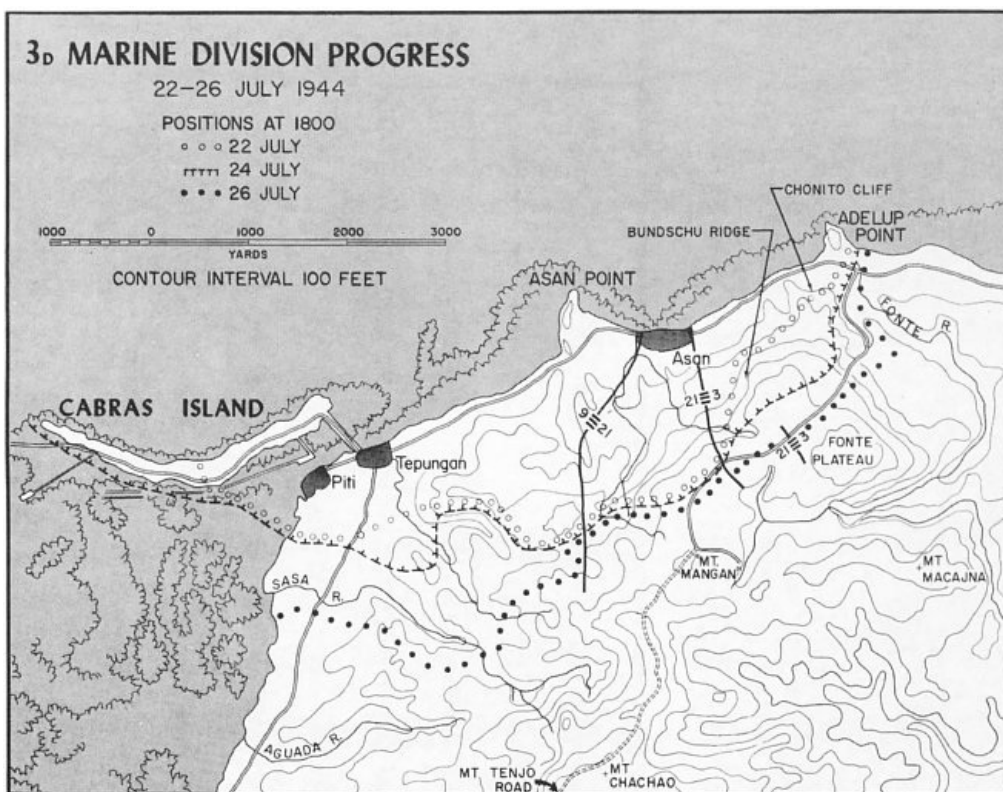 3D MARINE DIVISION PROGRESS
22-26 JULY 1944
POSITIONS AT 1800
22 JULY
24 JULY
26 JULY
1000 0 1000 2000 3000
YARDS
CONTOUR INTERVAL 100 FEET
CHONITO CLIFF
ADELUP
POINT
BUNDSCHU RIDGE
ASAN POINT
FONTE R.
Asan
9 21
21 3
CABRAS ISLAND
Tepungan
Piti
21 3
FONTE
PLATEAU
SASA R.
MT.
MANGAN
MT
MACAJNA
AGUADA R.
MT TENJO
ROAD
MT
CHACHAO